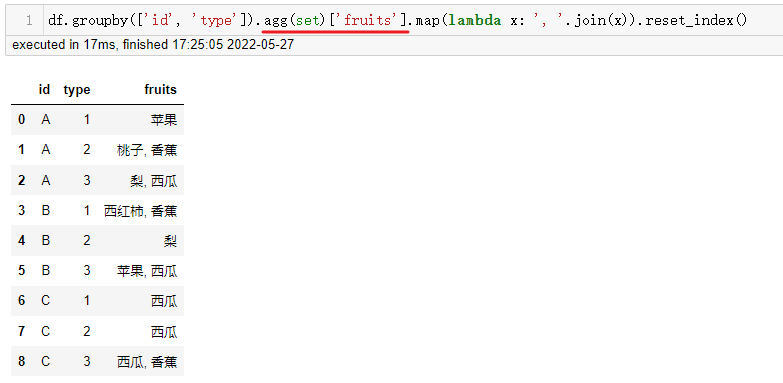 1 df.groupby(['id', 'type']).agg(set)['fruits'].map(lambda x: ', '.join(x)).reset_index()
executed in 17ms, finished 17:25:05 2022-05-27
id type fruits
0 A 1 苹果
1 A 2 桃子, 香蕉
2 A 3 梨, 西瓜
3 B 1 西红柿, 香蕉
4 B 2 梨
5 B 3 苹果, 西瓜
6 C 1 西瓜
7 C 2 西瓜
8 C 3 西瓜, 香蕉